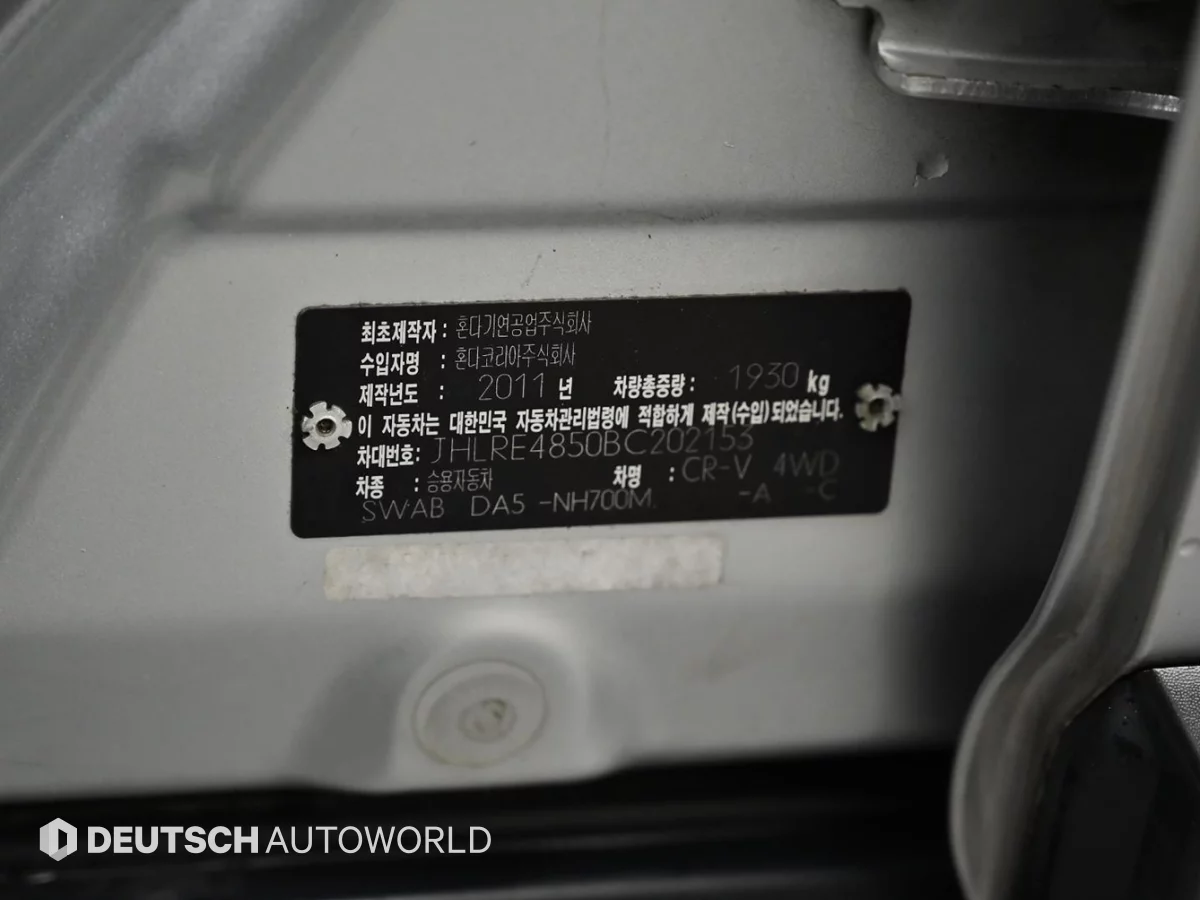 최초제작자 : 혼다기연공업주식회사
수입자명 : 혼다코리아주식회사
제작년도 : 2011 년 차량총중량 : 1930 kg
이 자동차는 대한민국 자동차관리법령에 적합하게 제작(수입)되었습니다.
차대번호: JHLRE4850BC202153
차종 : 승용자동차 차명 : CR-V 4WD
SWAB DA5 -NH700M -A -C
DEUTSCH AUTOWORLD